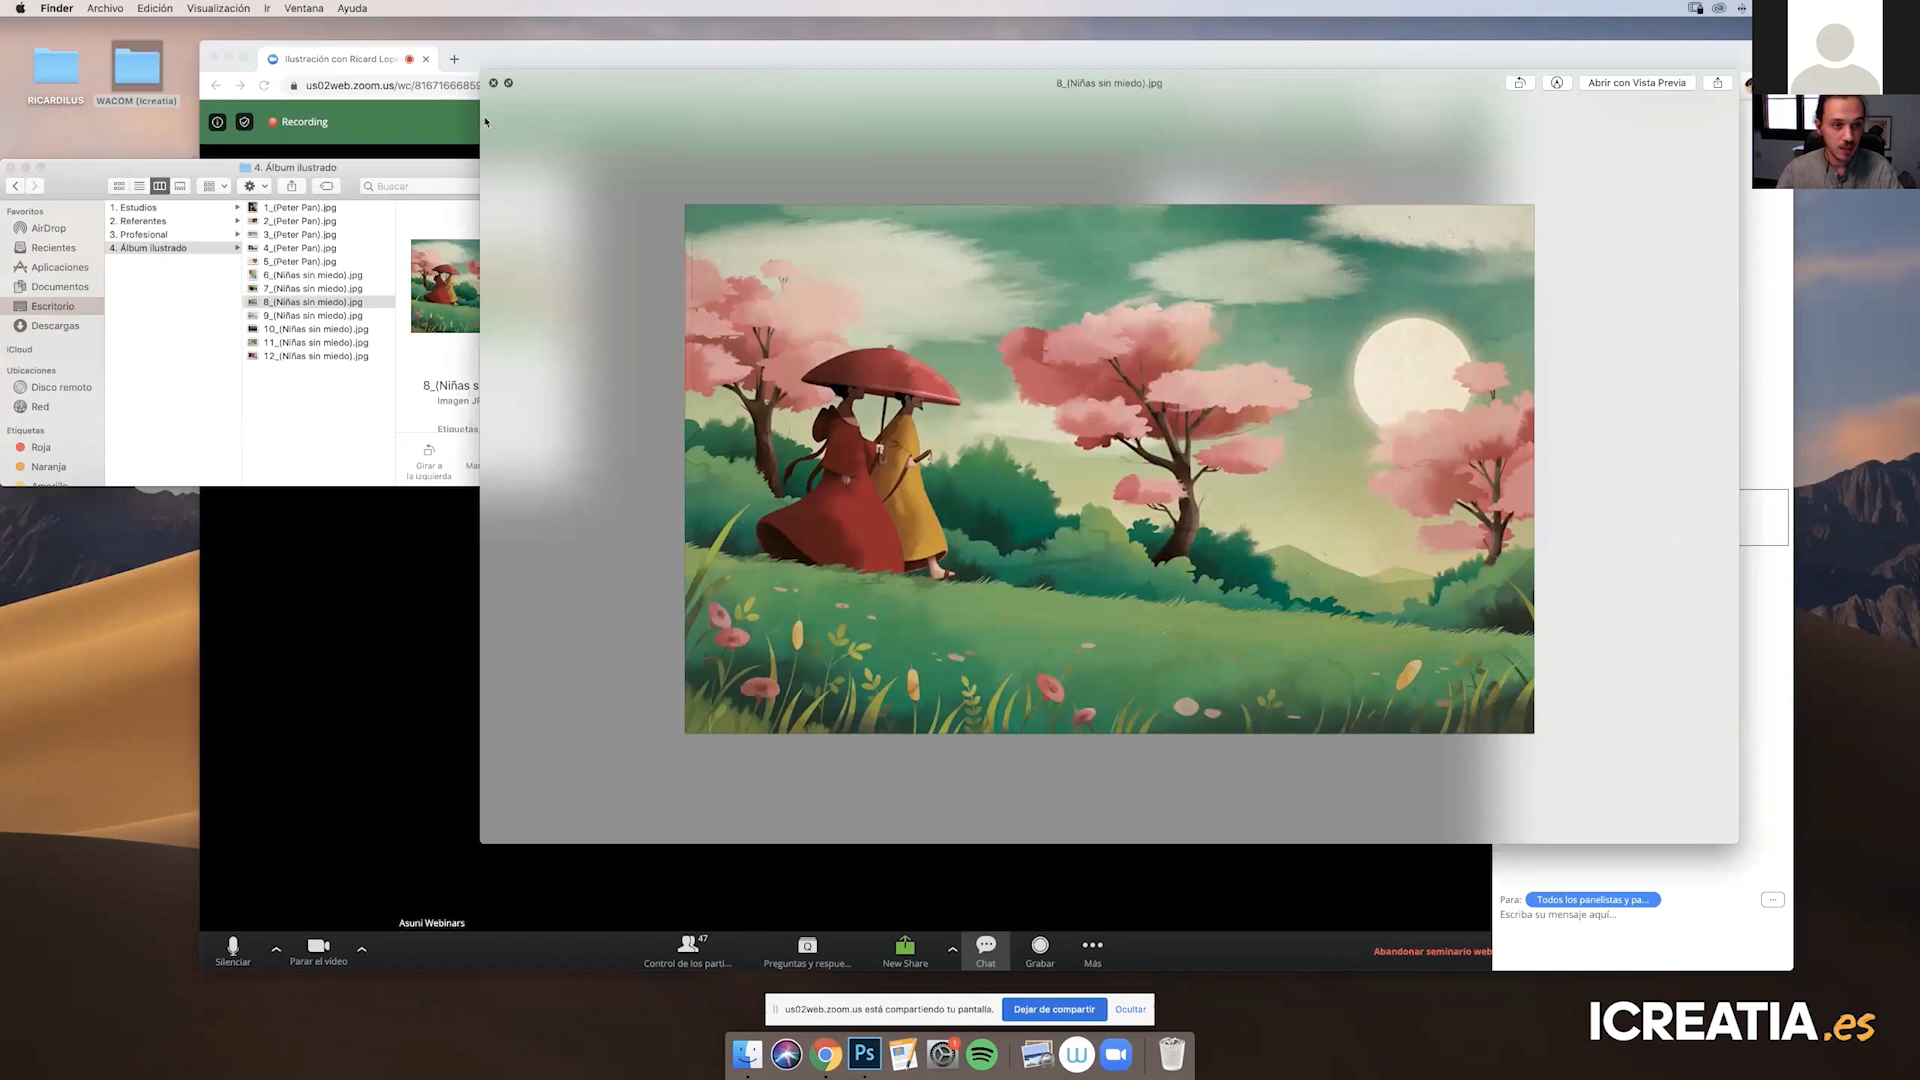 Finder Archivo Edición Visualización Ir Ventana Ayuda
RICARDILUS
WACOM (Icreatia)
Ilustración con Ricard Lope
us02web.zoom.us/wc/81671666859
Recording
8_(Niñas sin miedo).jpg
Abrir con Vista Previa
4. Álbum ilustrado
Buscar
Favoritos
AirDrop
Recientes
Aplicaciones
Documentos
Escritorio
Descargas
iCloud
Ubicaciones
Disco remoto
Red
Etiquetas
Roja
Naranja
Amarillo
1. Estudios
2. Referentes
3. Profesional
4. Álbum ilustrado
1_(Peter Pan).jpg
2_(Peter Pan).jpg
3_(Peter Pan).jpg
4_(Peter Pan).jpg
5_(Peter Pan).jpg
6_(Niñas sin miedo).jpg
7_(Niñas sin miedo).jpg
8_(Niñas sin miedo).jpg
9_(Niñas sin miedo).jpg
10_(Niñas sin miedo).jpg
11_(Niñas sin miedo).jpg
12_(Niñas sin miedo).jpg
8_(Niñas s
Imagen JP
Etiquetas
Girar a
la izquierda
Mar
Asuni Webinars
Silenciar
Parar el vídeo
47
Control de los parti...
Preguntas y respue...
New Share
Chat
Grabar
Más
Abandonar seminario web
Para: Todos los panelistas y pa...
Escriba su mensaje aquí...
us02web.zoom.us está compartiendo tu pantalla. Dejar de compartir Ocultar
Ps
1
ICREATIA.es